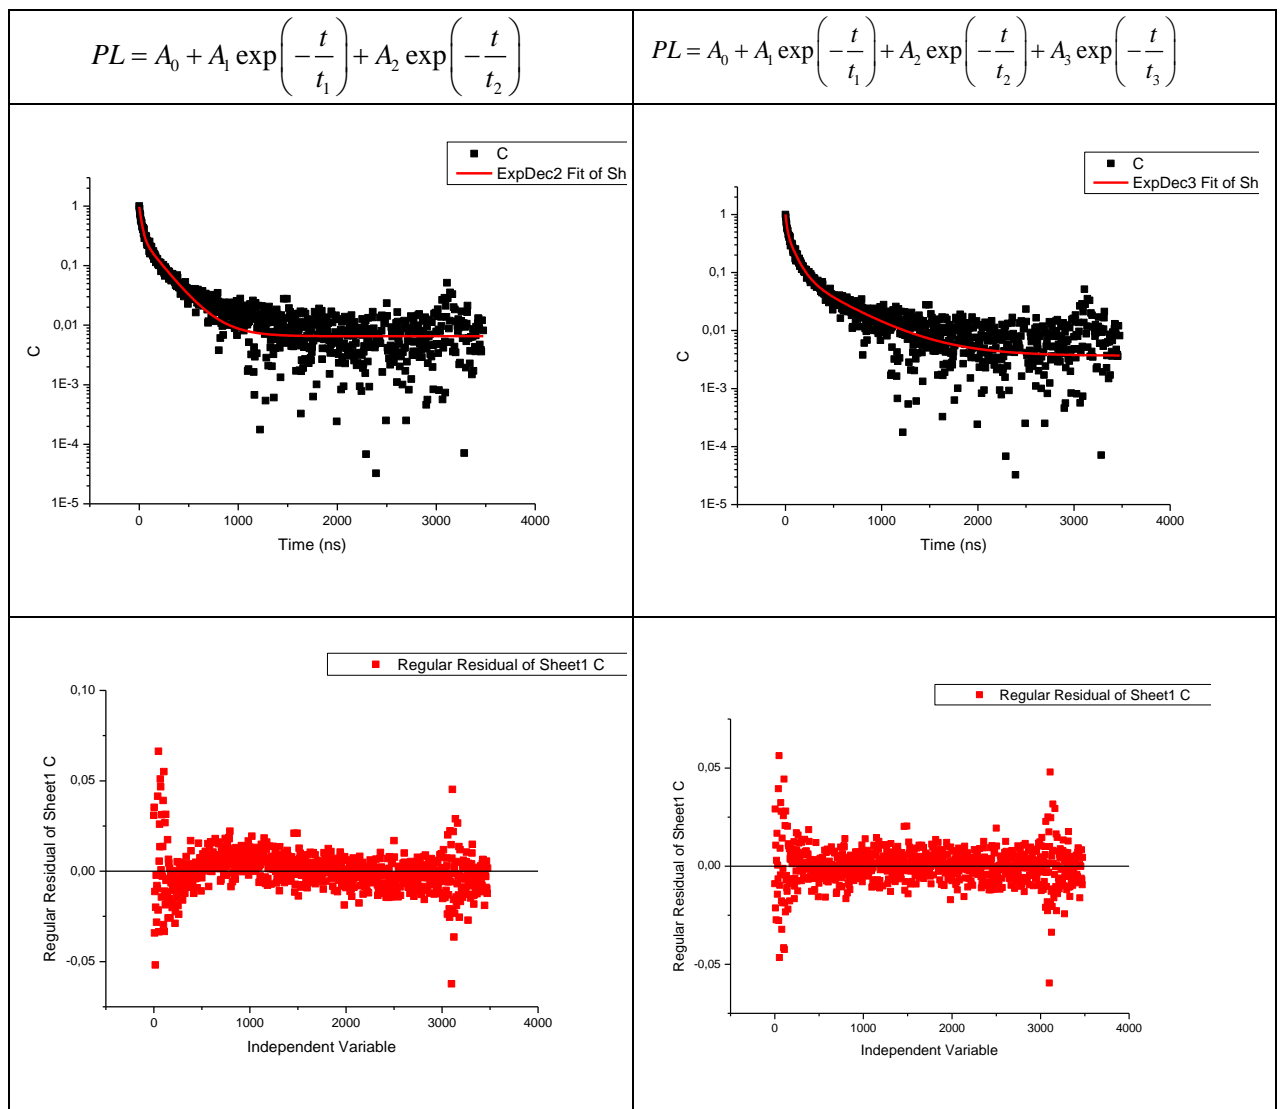 PL = A₀ + A₁ exp(−t/t₁) + A₂ exp(−t/t₂)
PL = A₀ + A₁ exp(−t/t₁) + A₂ exp(−t/t₂) + A₃ exp(−t/t₃)
C
ExpDec2 Fit of Sh
1
0,1
0,01
1E-3
1E-4
1E-5
C
0 1000 2000 3000 4000
Time (ns)
C
ExpDec3 Fit of Sh
1
0,1
0,01
1E-3
1E-4
1E-5
C
0 1000 2000 3000 4000
Time (ns)
Regular Residual of Sheet1 C
0,10
0,05
0,00
-0,05
Regular Residual of Sheet1 C
0 1000 2000 3000 4000
Independent Variable
Regular Residual of Sheet1 C
0,05
0,00
-0,05
Regular Residual of Sheet1 C
0 1000 2000 3000 4000
Independent Variable